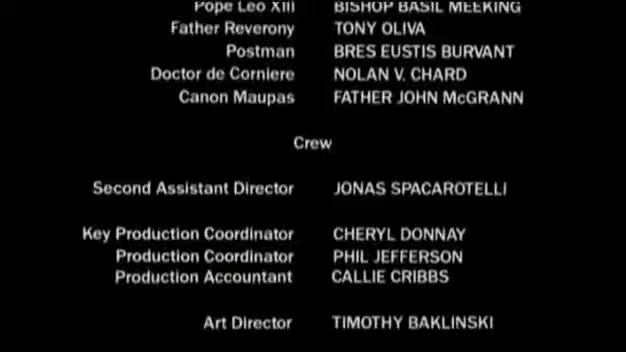 Pope Leo XIII BISHOP BASIL MEEKING
Father Reverony TONY OLIVA
Postman BRES EUSTIS BURVANT
Doctor de Corniere NOLAN V. CHARD
Canon Maupas FATHER JOHN McGRANN
Crew
Second Assistant Director JONAS SPACAROTELLI
Key Production Coordinator CHERYL DONNAY
Production Coordinator PHIL JEFFERSON
Production Accountant CALLIE CRIBBS
Art Director TIMOTHY BAKLINSKI